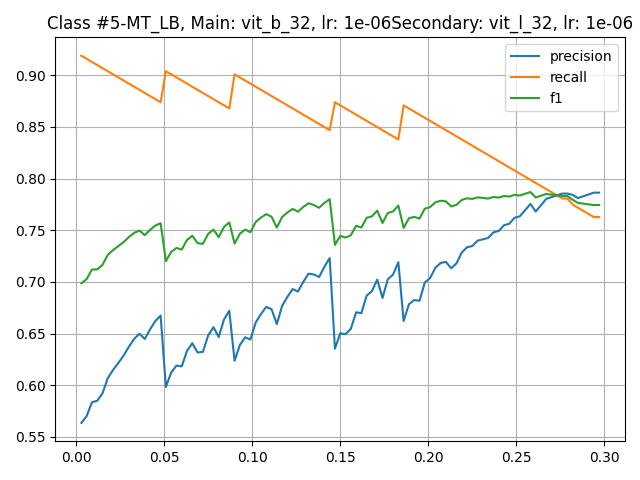 Class #5-MT_LB, Main: vit_b_32, lr: 1e-06Secondary: vit_l_32, lr: 1e-06
precision
recall
f1
0.90
0.85
0.80
0.75
0.70
0.65
0.60
0.55
0.00 0.05 0.10 0.15 0.20 0.25 0.30